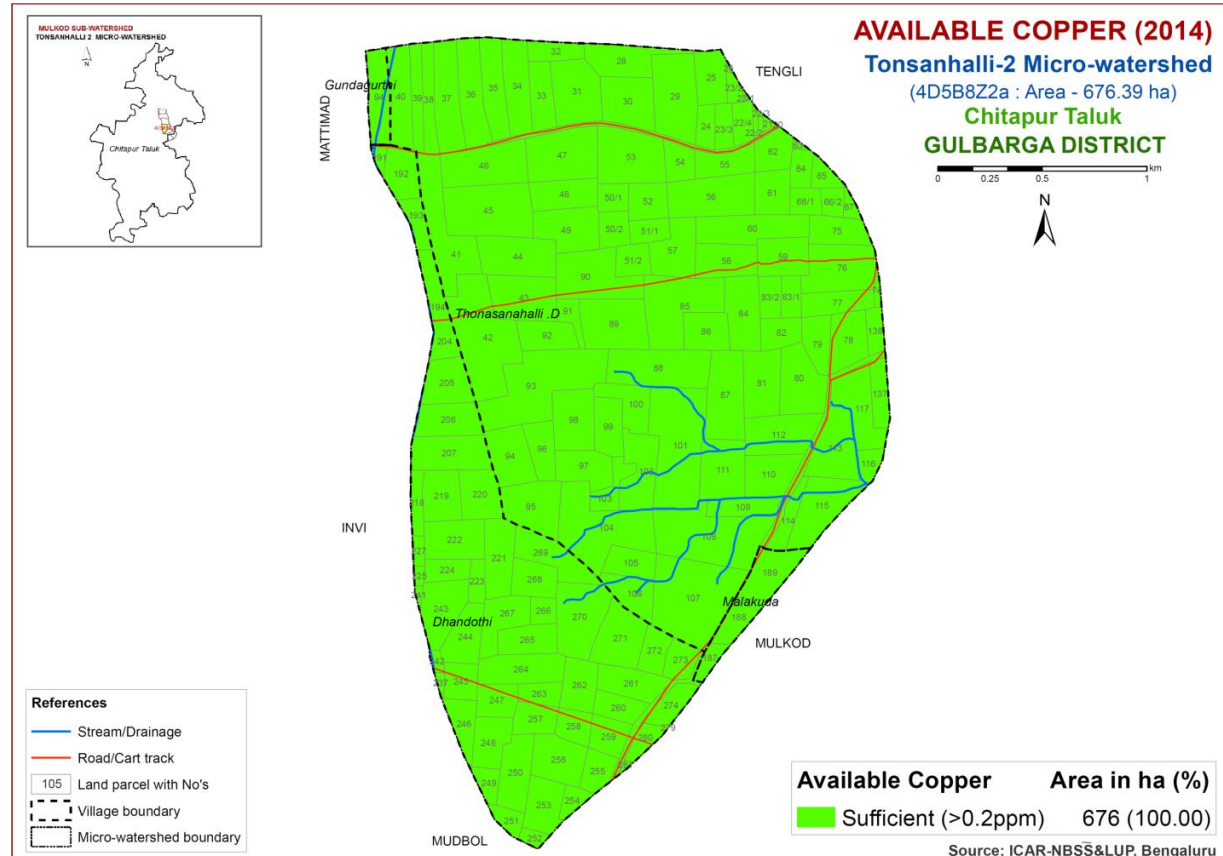 MULKOD SUB-WATERSHED
TONSANHALLI 2 MICRO-WATERSHED
N
Chitapur Taluk
AVAILABLE COPPER (2014)
Tonsanhalli-2 Micro-watershed
(4D5B8Z2a : Area - 676.39 ha)
Chitapur Taluk
GULBARGA DISTRICT
km
0 0.25 0.5 1
N
TENGLI
MATTIMAD
INVI
MULKOD
MUDBOL
Gundagurthi
Thonasanahalli .D
Dhandothi
Malakuda
32 28
94 40 39 38 37 36 35 34 33 31 30 29 25
24 23/3 22/4 22/2
91 46 47 53 54 55 62
192 64 65
193 45 48 50/1 52 56 61 66/1 66/2 67
49 50/2 51/1 60 75
41 44 57 51/2 58 59 76
90
194 43 91 85 83/2 83/1 77
204 42 92 89 86 84 82 79 78 138
205 93 88 87 81 80 137
206 98 100 99 117
207 94 96 97 101 112 113
111 110 116
219 220 95 103 109 115
222 104 108 114
227 221 269
224 223 268 105 189
243 267 266 270 107 188
244 265 271
264 272 273 187
245 262 261
247 263 260 274
246 257 258 259 280 279
248 256
249 250 255
253 254
251 252
References
Stream/Drainage
Road/Cart track
105 Land parcel with No's
Village boundary
Micro-watershed boundary
Available Copper Area in ha (%)
Sufficient (>0.2ppm) 676 (100.00)
Source: ICAR-NBSS&LUP, Bengaluru